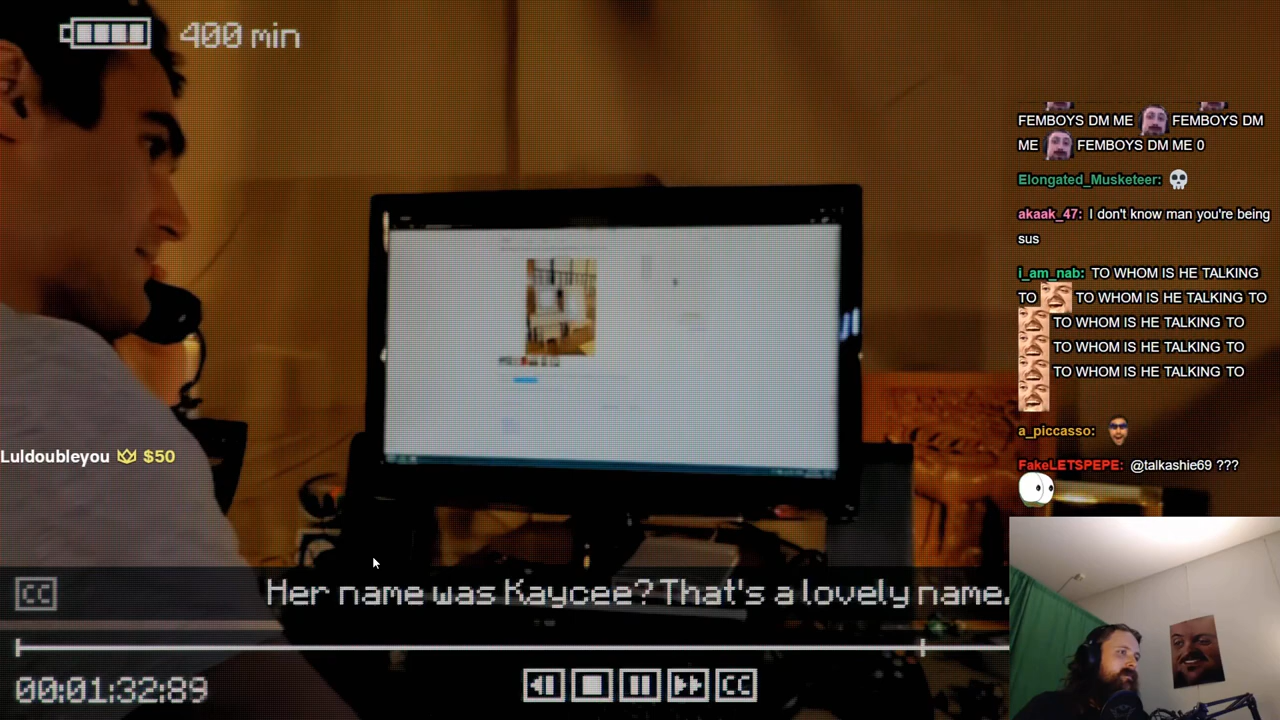 400 min
FEMBOYS DM ME FEMBOYS DM
ME FEMBOYS DM ME 0
Elongated_Musketeer:
akaak_47: I don't know man you're being
sus
i_am_nab: TO WHOM IS HE TALKING
TO TO WHOM IS HE TALKING TO
TO WHOM IS HE TALKING TO
TO WHOM IS HE TALKING TO
TO WHOM IS HE TALKING TO
a_piccasso:
Luldoubleyou $50
FakeLETSPEPE: @talkashie69 ???
CC Her name was Kaycee? That's a lovely name.
00:01:32:89
CC